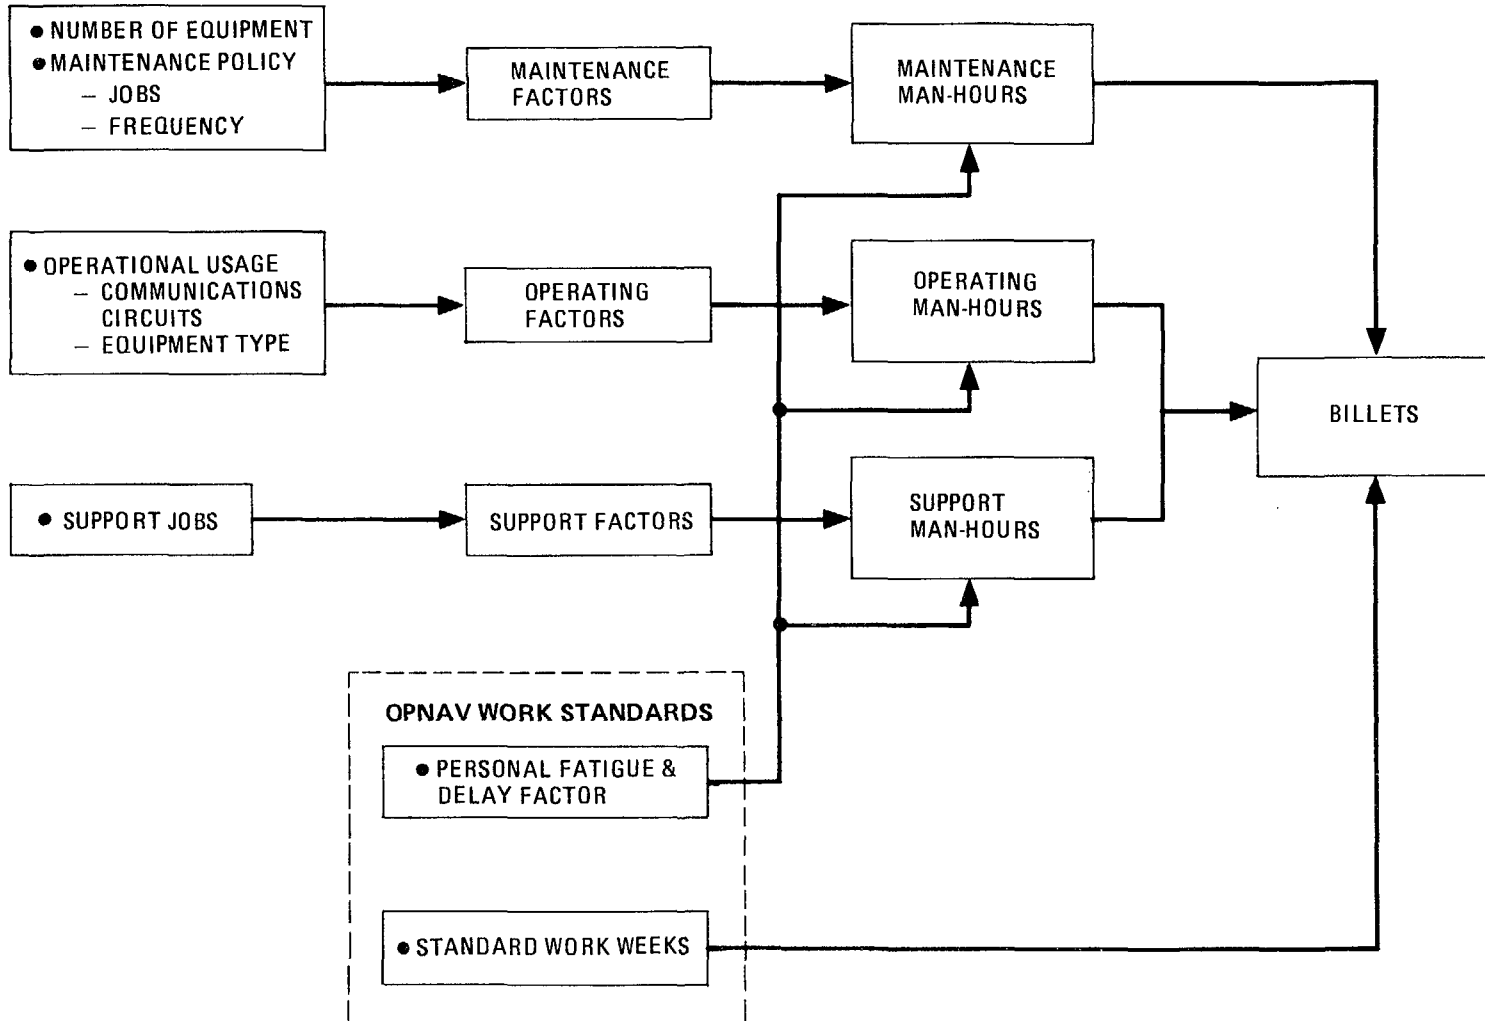 ● NUMBER OF EQUIPMENT
● MAINTENANCE POLICY
– JOBS
– FREQUENCY
MAINTENANCE
FACTORS
MAINTENANCE
MAN-HOURS
● OPERATIONAL USAGE
– COMMUNICATIONS
CIRCUITS
– EQUIPMENT TYPE
OPERATING
FACTORS
OPERATING
MAN-HOURS
BILLETS
● SUPPORT JOBS
SUPPORT FACTORS
SUPPORT
MAN-HOURS
OPNAV WORK STANDARDS
● PERSONAL FATIGUE &
DELAY FACTOR
● STANDARD WORK WEEKS